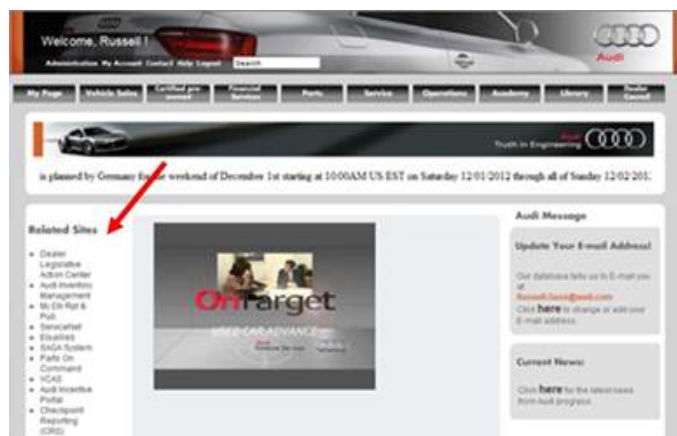 Welcome, Russell !
Administration My Account Contact Help Logout Search
Audi
My Page Vehicle Sales Certified pre-owned Financial Services Parts Service Operations Academy Library Dealer Council
Audi
Truth in Engineering
is planned by Germany for the weekend of December 1st starting at 10:00AM US EST on Saturday 12/01/2012 through all of Sunday 12/02/201
Related Sites
Dealer
Legislative
Action Center
Audi Inventory
Management
Pub
ServiceNet
SAGA System
Parts On
Command
VCAS
Audi Incentive
Portal
Checkpoint
Reporting
(CRS)
OnTarget
USED CAR ADVANCE
Audi
Audi Message
Update Your E-mail Address!
Our database tells us to E-mail you
at
Click here to change or add your
E-mail address.
Current News:
Click here for the latest news
from Audi progress.